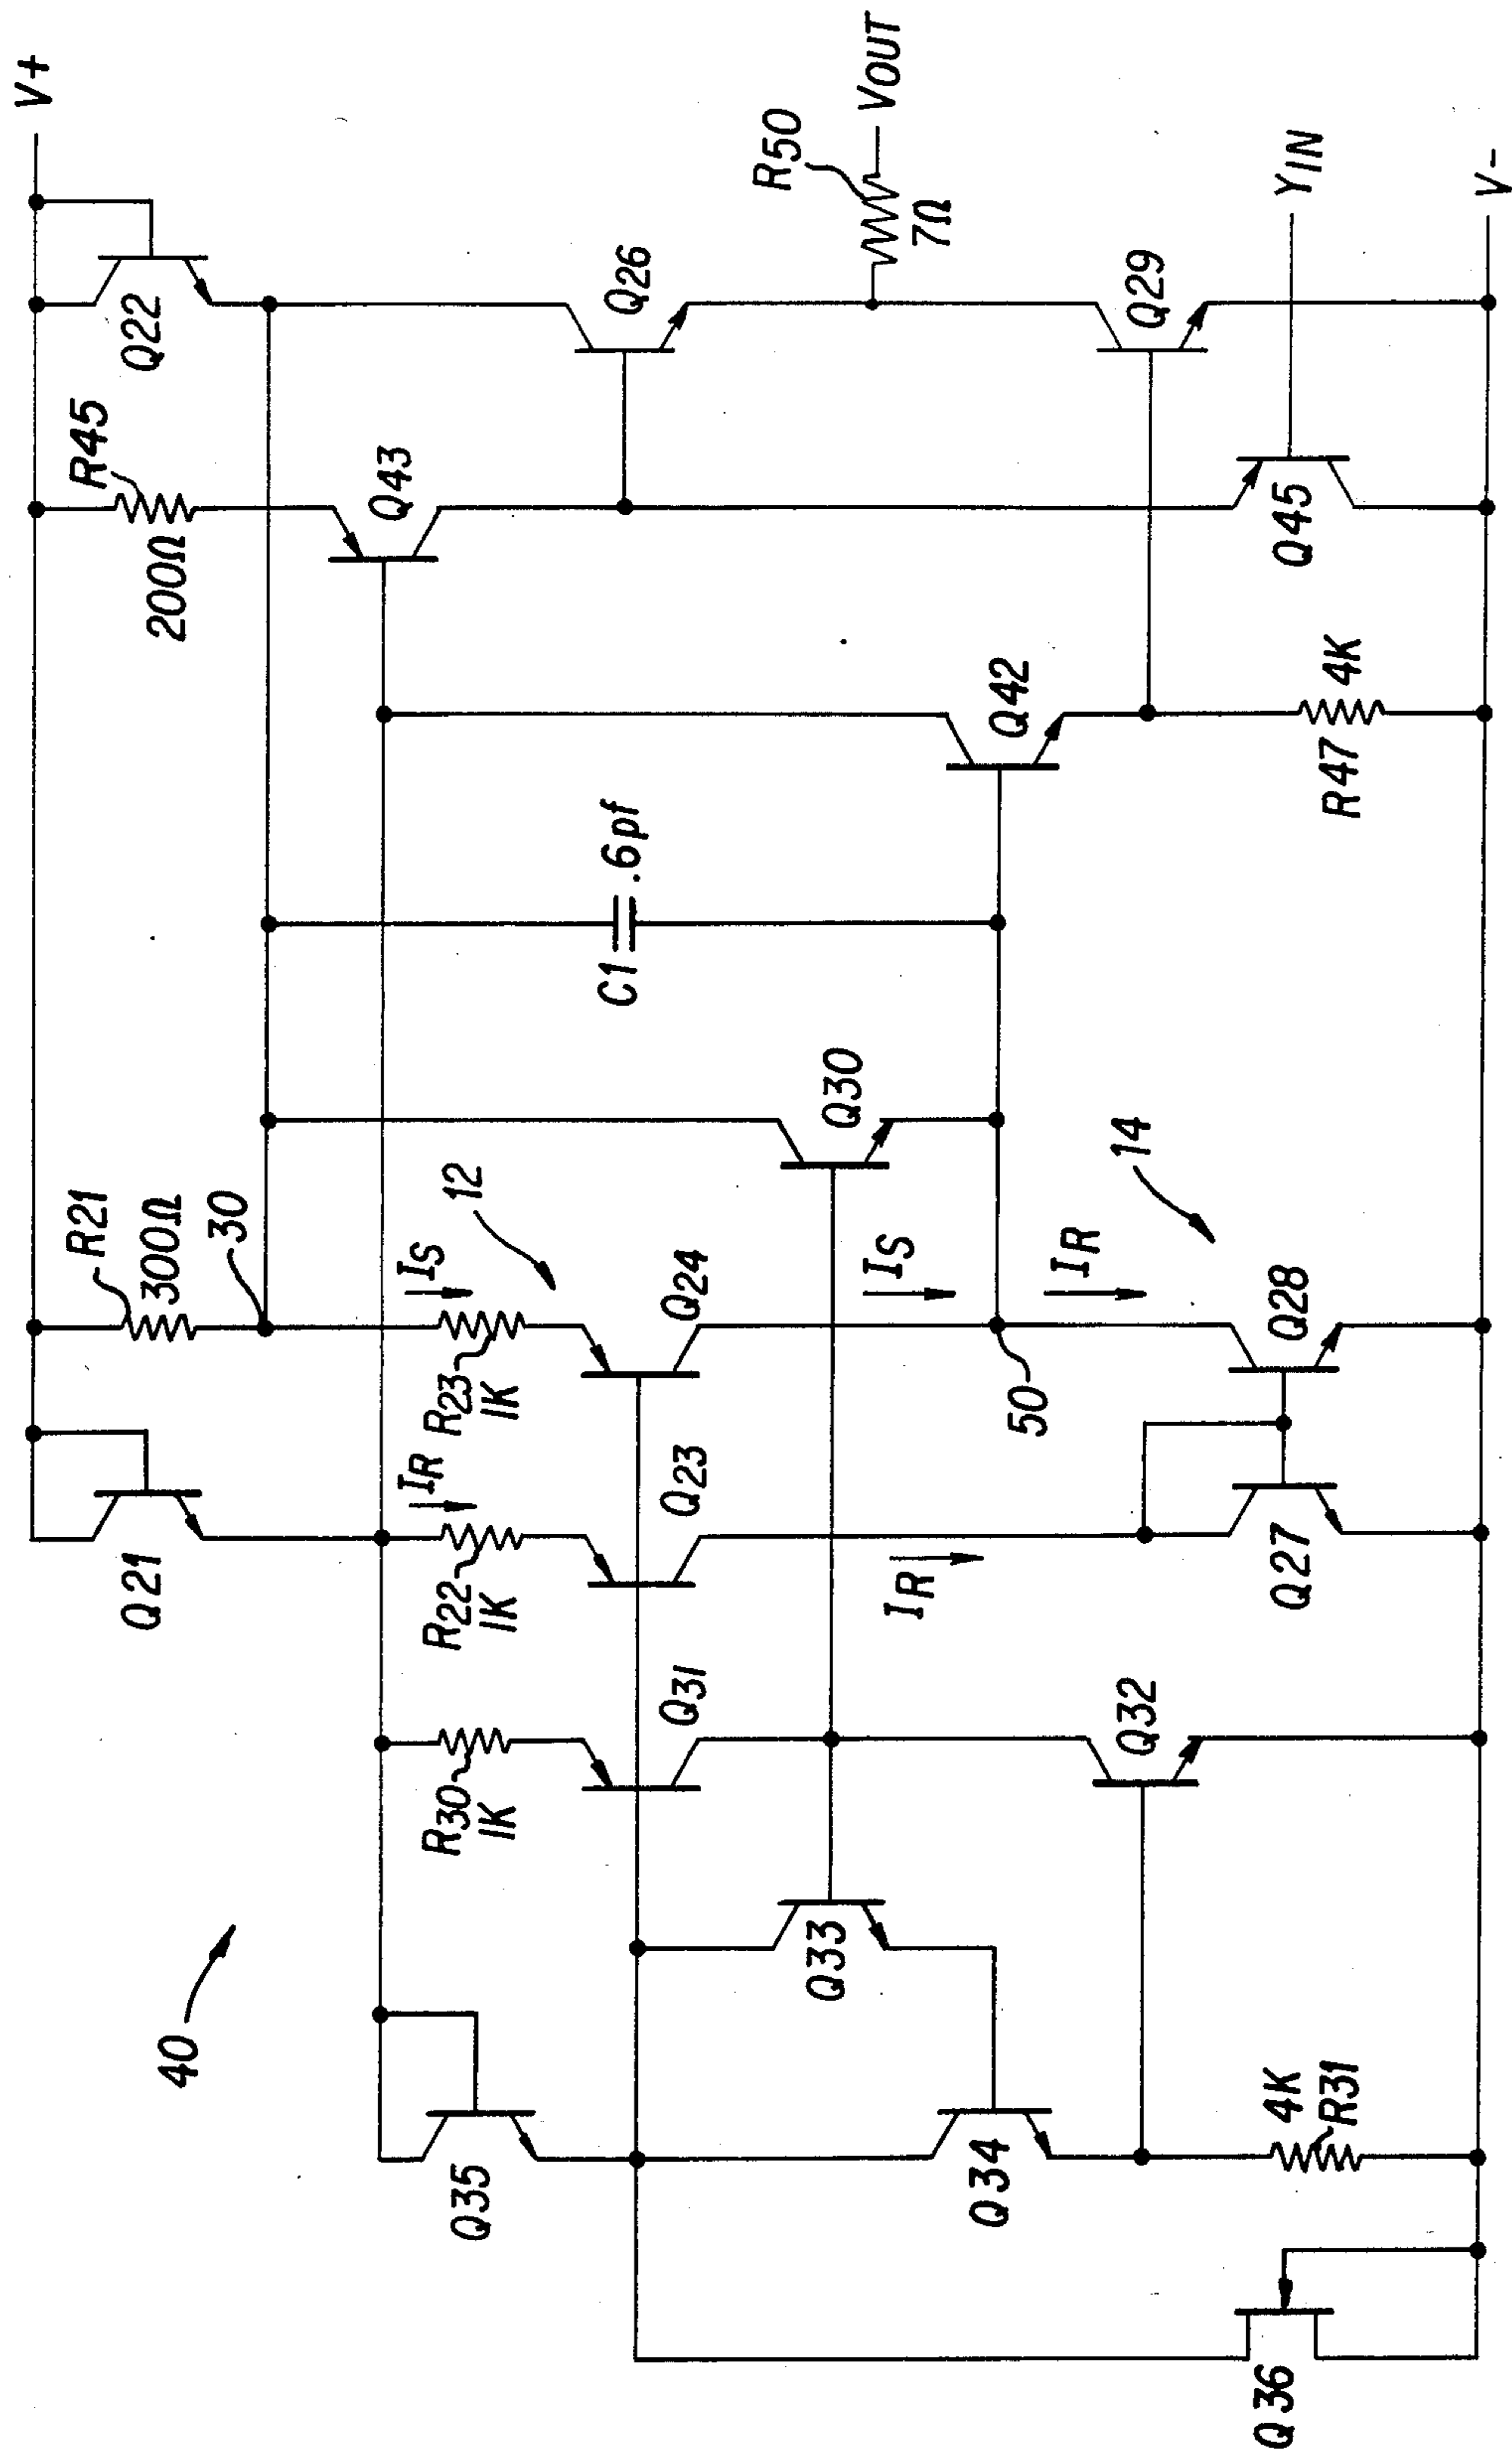 V+
Q22
R45
200Ω
Q43
Q26
R50
7Ω
VOUT
Q29
YIN
Q45
V-
Q42
R47
4K
C1
.6pf
Q30
R21
300Ω
30
IS
12
R23
1K
Q24
IS
IR
14
50
Q28
Q21
IR
R22
1K
Q23
IR
Q27
R30
1K
Q31
Q32
40
Q33
Q35
Q34
4K
R31
Q36